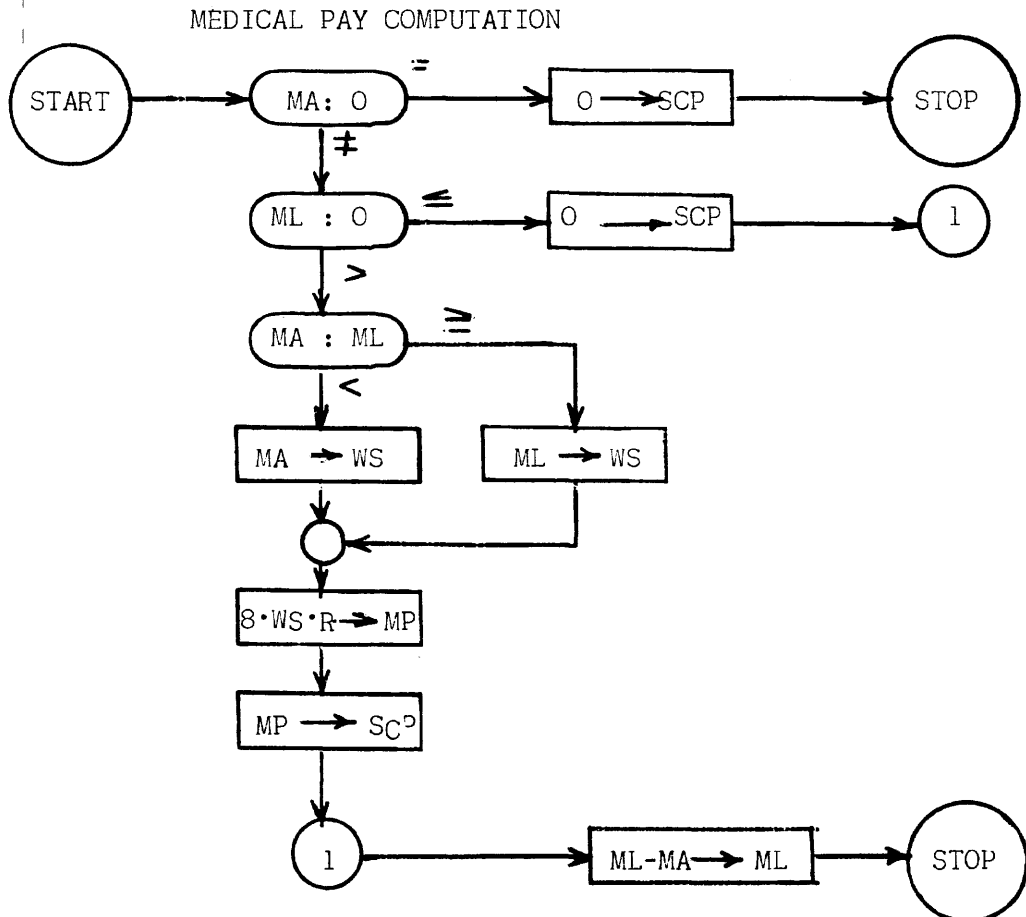 MEDICAL PAY COMPUTATION
START
MA: O
=
O → SCP
STOP
≠
ML : O
≤
O → SCP
1
>
MA : ML
≥
<
MA → WS
ML → WS
8·WS·R → MP
MP → SCP
1
ML-MA → ML
STOP